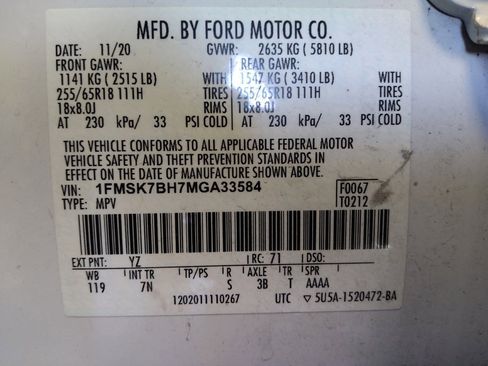 MFD. BY FORD MOTOR CO.
DATE: 11/20 GVWR: 2635 KG ( 5810 LB)
FRONT GAWR: REAR GAWR:
1141 KG ( 2515 LB) WITH 1547 KG ( 3410 LB) WITH
255/65R18 111H TIRES 255/65R18 111H TIRES
18x8.0J RIMS 18x8.0J RIMS
AT 230 kPa/ 33 PSI COLD AT 230 kPa/ 33 PSI COLD
THIS VEHICLE CONFORMS TO ALL APPLICABLE FEDERAL MOTOR
VEHICLE SAFETY AND THEFT PREVENTION STANDARDS IN EFFECT
ON THE DATE OF MANUFACTURE SHOWN ABOVE.
VIN: 1FMSK7BH7MGA33584 F0067
TYPE: MPV T0212
EXT PNT: YZ RC: 71 DSO:
WB INT TR TP/PS R AXLE TR SPR
119 7N S 3B T AAAA
1202011110267 UTC ▽5U5A-1520472-BA